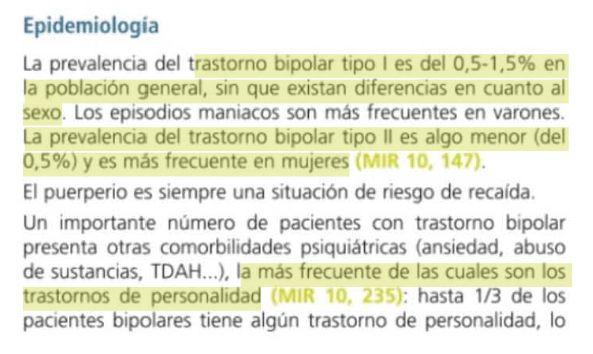 Epidemiología
La prevalencia del trastorno bipolar tipo I es del 0,5-1,5% en
la población general, sin que existan diferencias en cuanto al
sexo. Los episodios maniacos son más frecuentes en varones.
La prevalencia del trastorno bipolar tipo II es algo menor (del
0,5%) y es más frecuente en mujeres (MIR 10, 147).
El puerperio es siempre una situación de riesgo de recaída.
Un importante número de pacientes con trastorno bipolar
presenta otras comorbilidades psiquiátricas (ansiedad, abuso
de sustancias, TDAH...), la más frecuente de las cuales son los
trastornos de personalidad (MIR 10, 235): hasta 1/3 de los
pacientes bipolares tiene algún trastorno de personalidad, lo